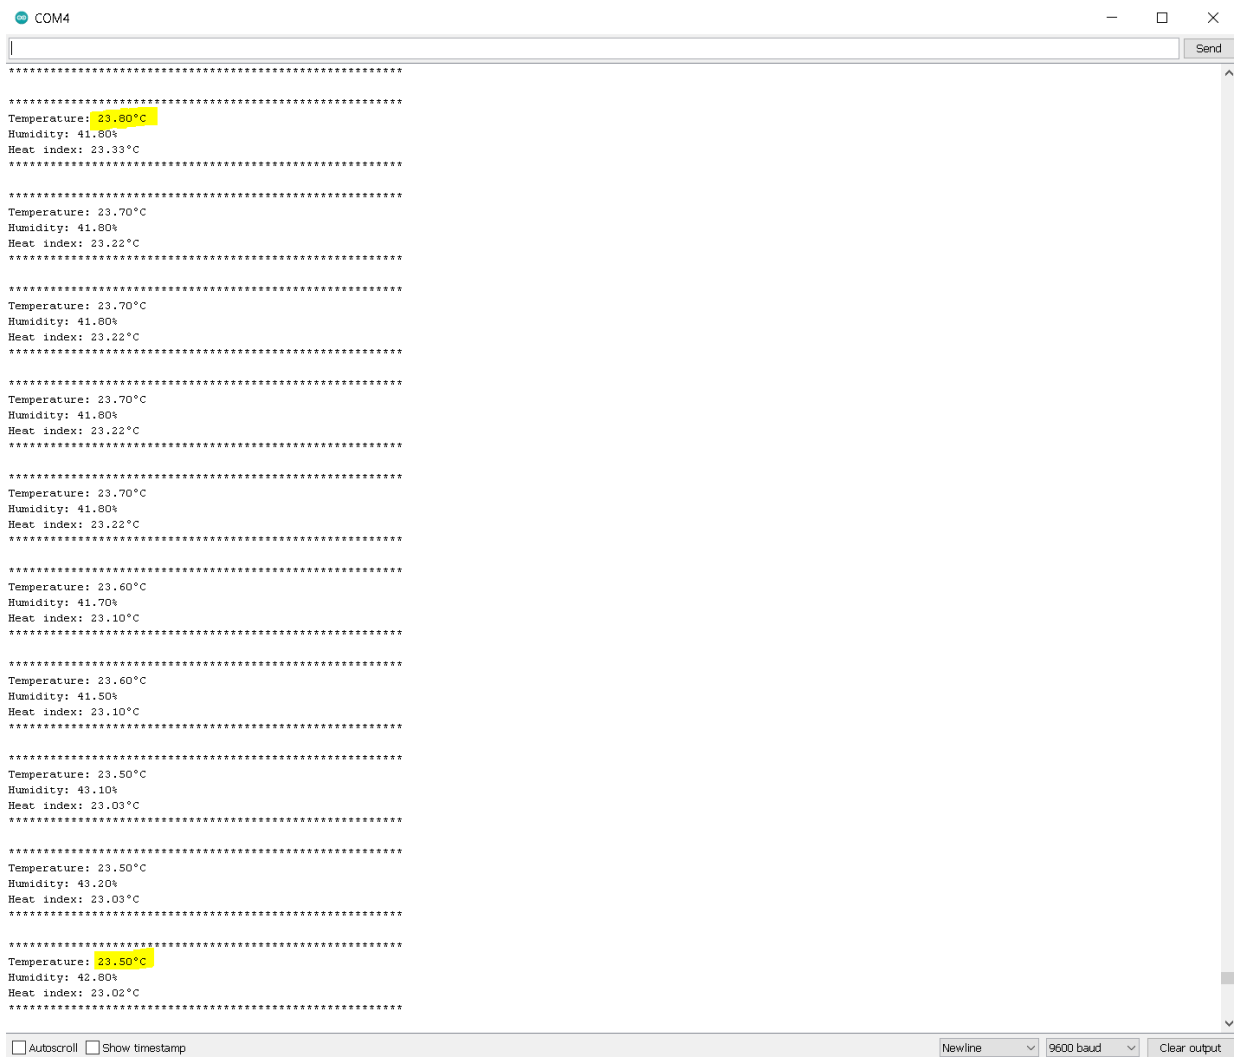 COM4
Send
*********************************************************
*********************************************************
Temperature: 23.80°C
Humidity: 41.80%
Heat index: 23.33°C
*********************************************************
*********************************************************
Temperature: 23.70°C
Humidity: 41.80%
Heat index: 23.22°C
*********************************************************
*********************************************************
Temperature: 23.70°C
Humidity: 41.80%
Heat index: 23.22°C
*********************************************************
*********************************************************
Temperature: 23.70°C
Humidity: 41.80%
Heat index: 23.22°C
*********************************************************
*********************************************************
Temperature: 23.70°C
Humidity: 41.80%
Heat index: 23.22°C
*********************************************************
*********************************************************
Temperature: 23.60°C
Humidity: 41.70%
Heat index: 23.10°C
*********************************************************
*********************************************************
Temperature: 23.60°C
Humidity: 41.50%
Heat index: 23.10°C
*********************************************************
*********************************************************
Temperature: 23.50°C
Humidity: 43.10%
Heat index: 23.03°C
*********************************************************
*********************************************************
Temperature: 23.50°C
Humidity: 43.20%
Heat index: 23.03°C
*********************************************************
*********************************************************
Temperature: 23.50°C
Humidity: 42.80%
Heat index: 23.02°C
*********************************************************
Autoscroll Show timestamp Newline 9600 baud Clear output